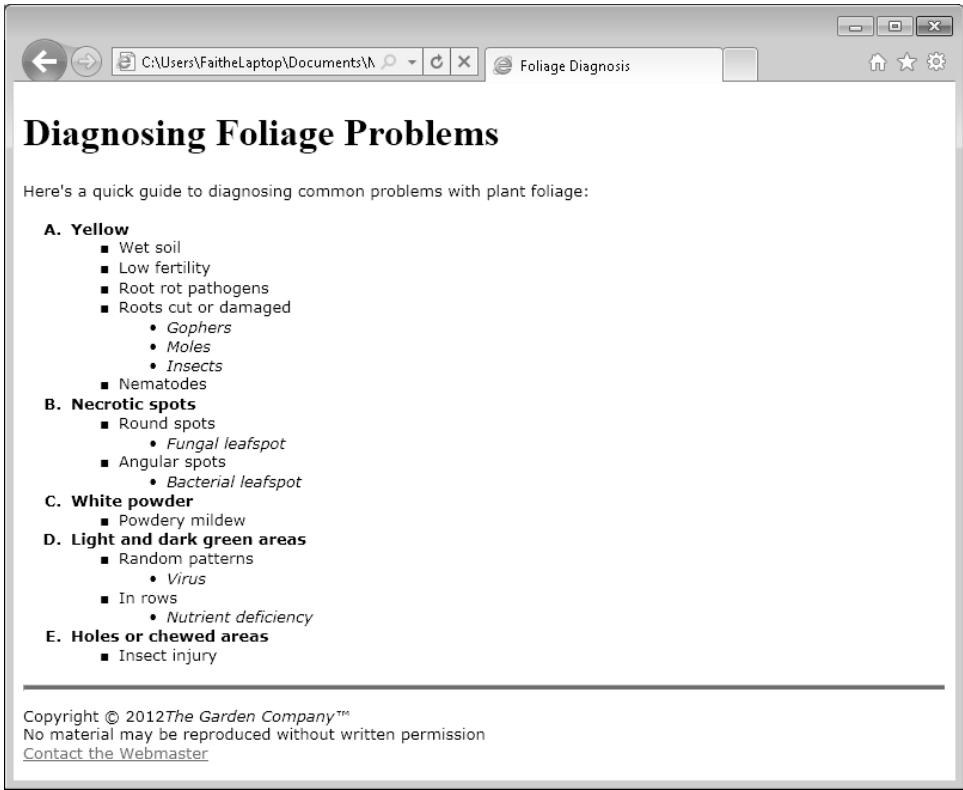 C:\Users\FaitheLaptop\Documents\M
Foliage Diagnosis
Diagnosing Foliage Problems
Here's a quick guide to diagnosing common problems with plant foliage:
A. Yellow
■ Wet soil
■ Low fertility
■ Root rot pathogens
■ Roots cut or damaged
• Gophers
• Moles
• Insects
■ Nematodes
B. Necrotic spots
■ Round spots
• Fungal leafspot
■ Angular spots
• Bacterial leafspot
C. White powder
■ Powdery mildew
D. Light and dark green areas
■ Random patterns
• Virus
■ In rows
• Nutrient deficiency
E. Holes or chewed areas
■ Insect injury
Copyright © 2012The Garden Company™
No material may be reproduced without written permission
Contact the Webmaster